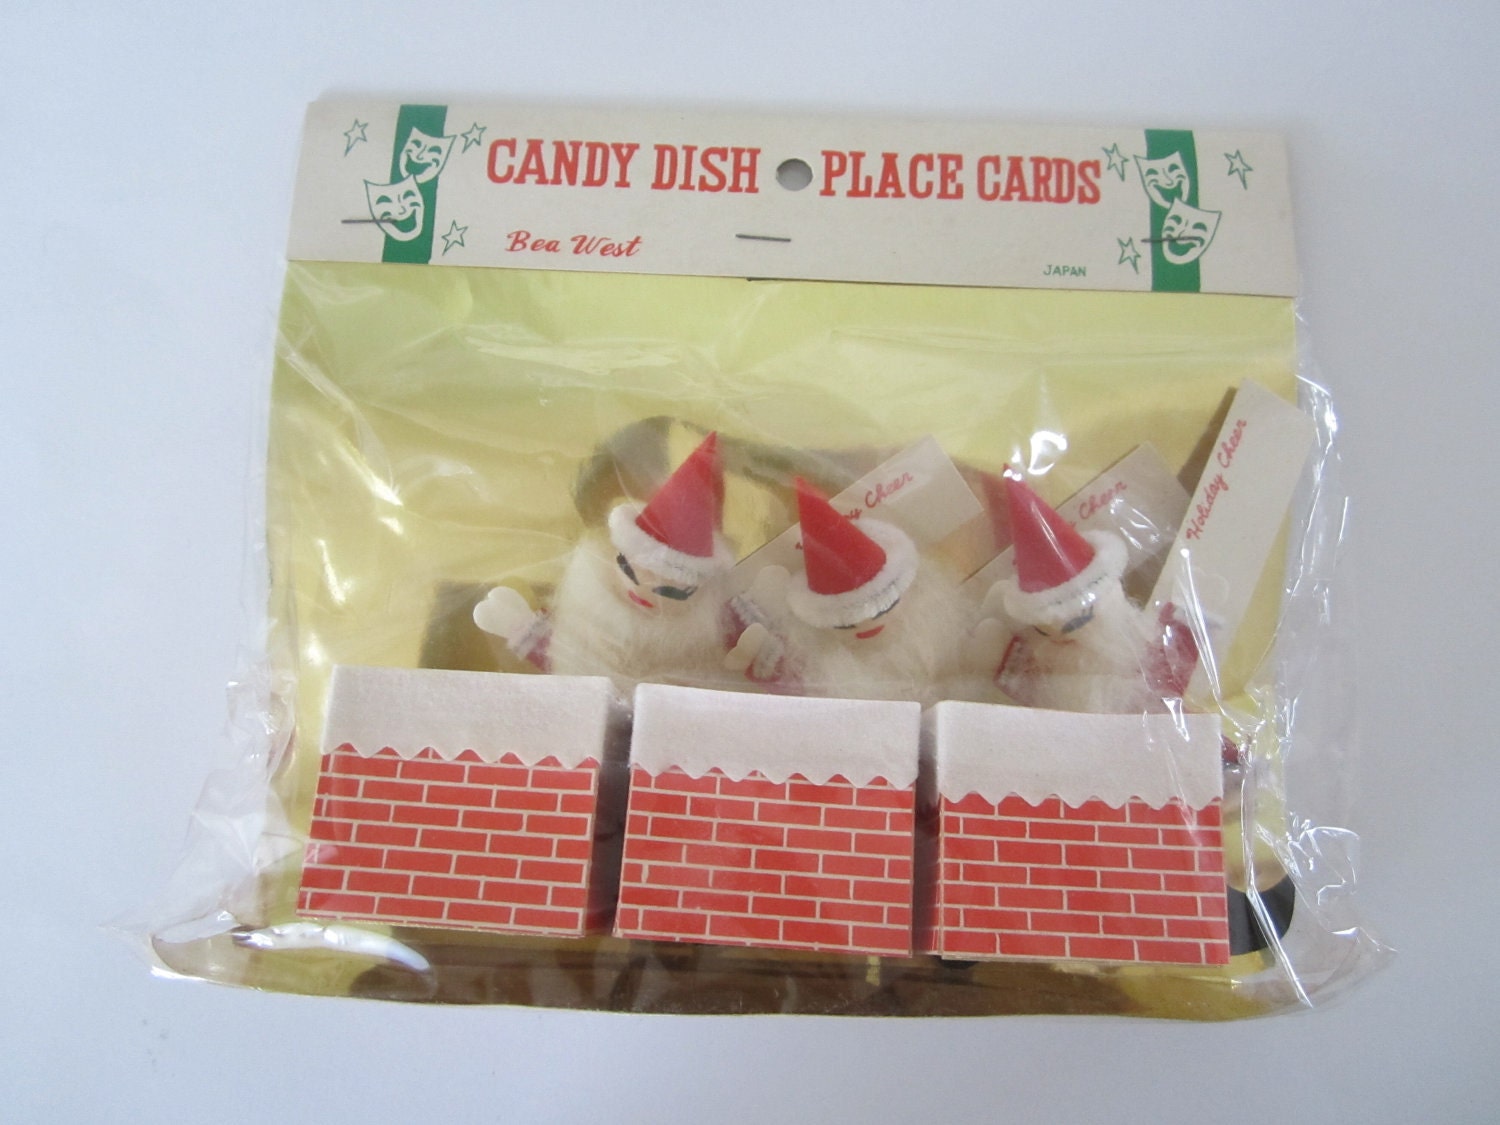 CANDY DISH PLACE CARDS
Bea West
JAPAN
Cheer
Cheer
Holiday Cheer